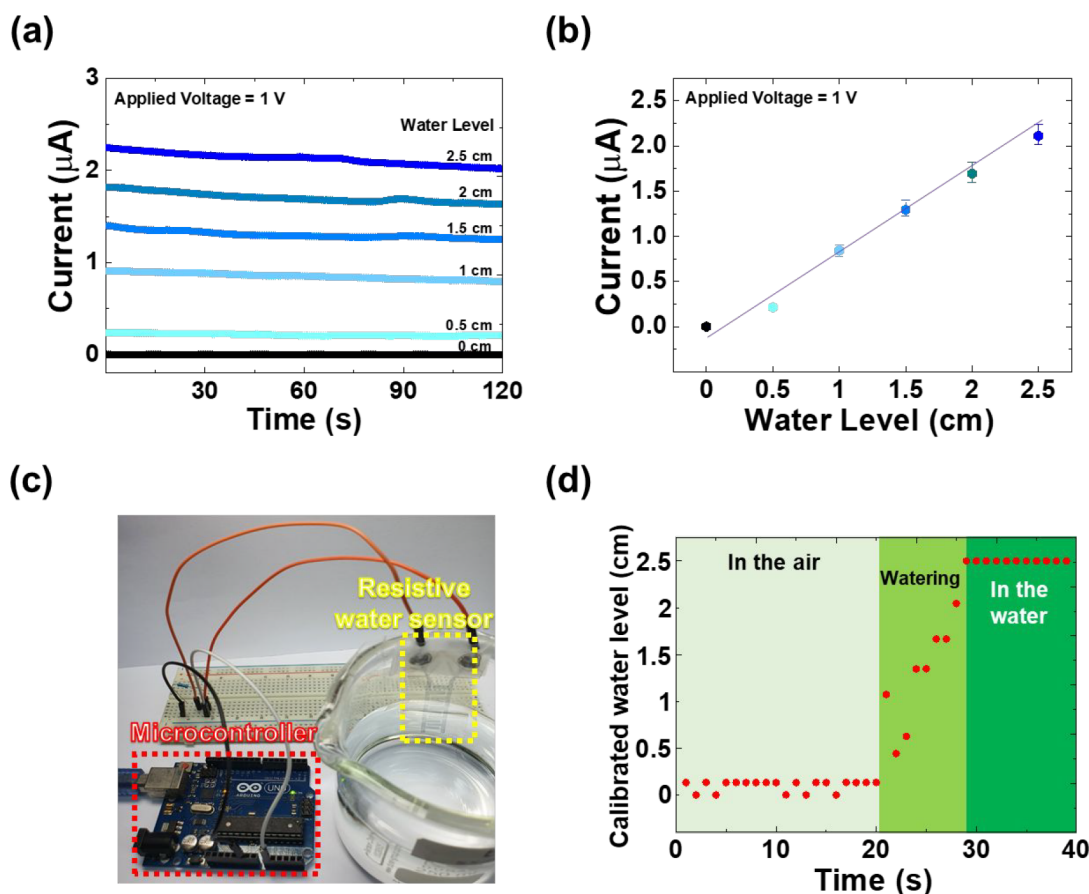 (a)
3
2
1
0
Current (μA)
Applied Voltage = 1 V
Water Level
2.5 cm
2 cm
1.5 cm
1 cm
0.5 cm
0 cm
30 60 90 120
Time (s)
(b)
2.5
2.0
1.5
1.0
0.5
0.0
Current (μA)
Applied Voltage = 1 V
0 0.5 1 1.5 2 2.5
Water Level (cm)
(c)
Resistive
water sensor
Microcontroller
UNO
ARDUINO
(d)
Calibrated water level (cm)
2.5
2
1.5
1
0.5
0
In the air
Watering
In the
water
0 10 20 30 40
Time (s)